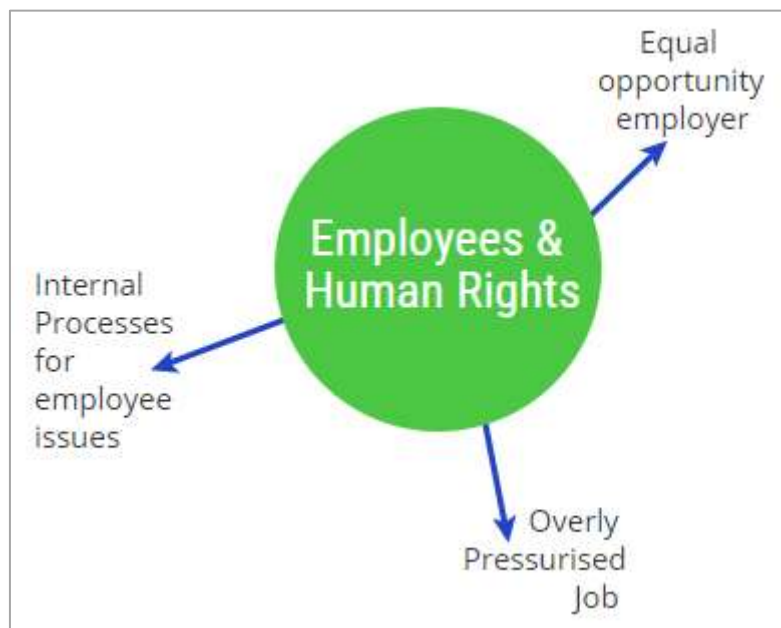 Equal
opportunity
employer
Employees &
Human Rights
Internal
Processes
for
employee
issues
Overly
Pressurised
Job